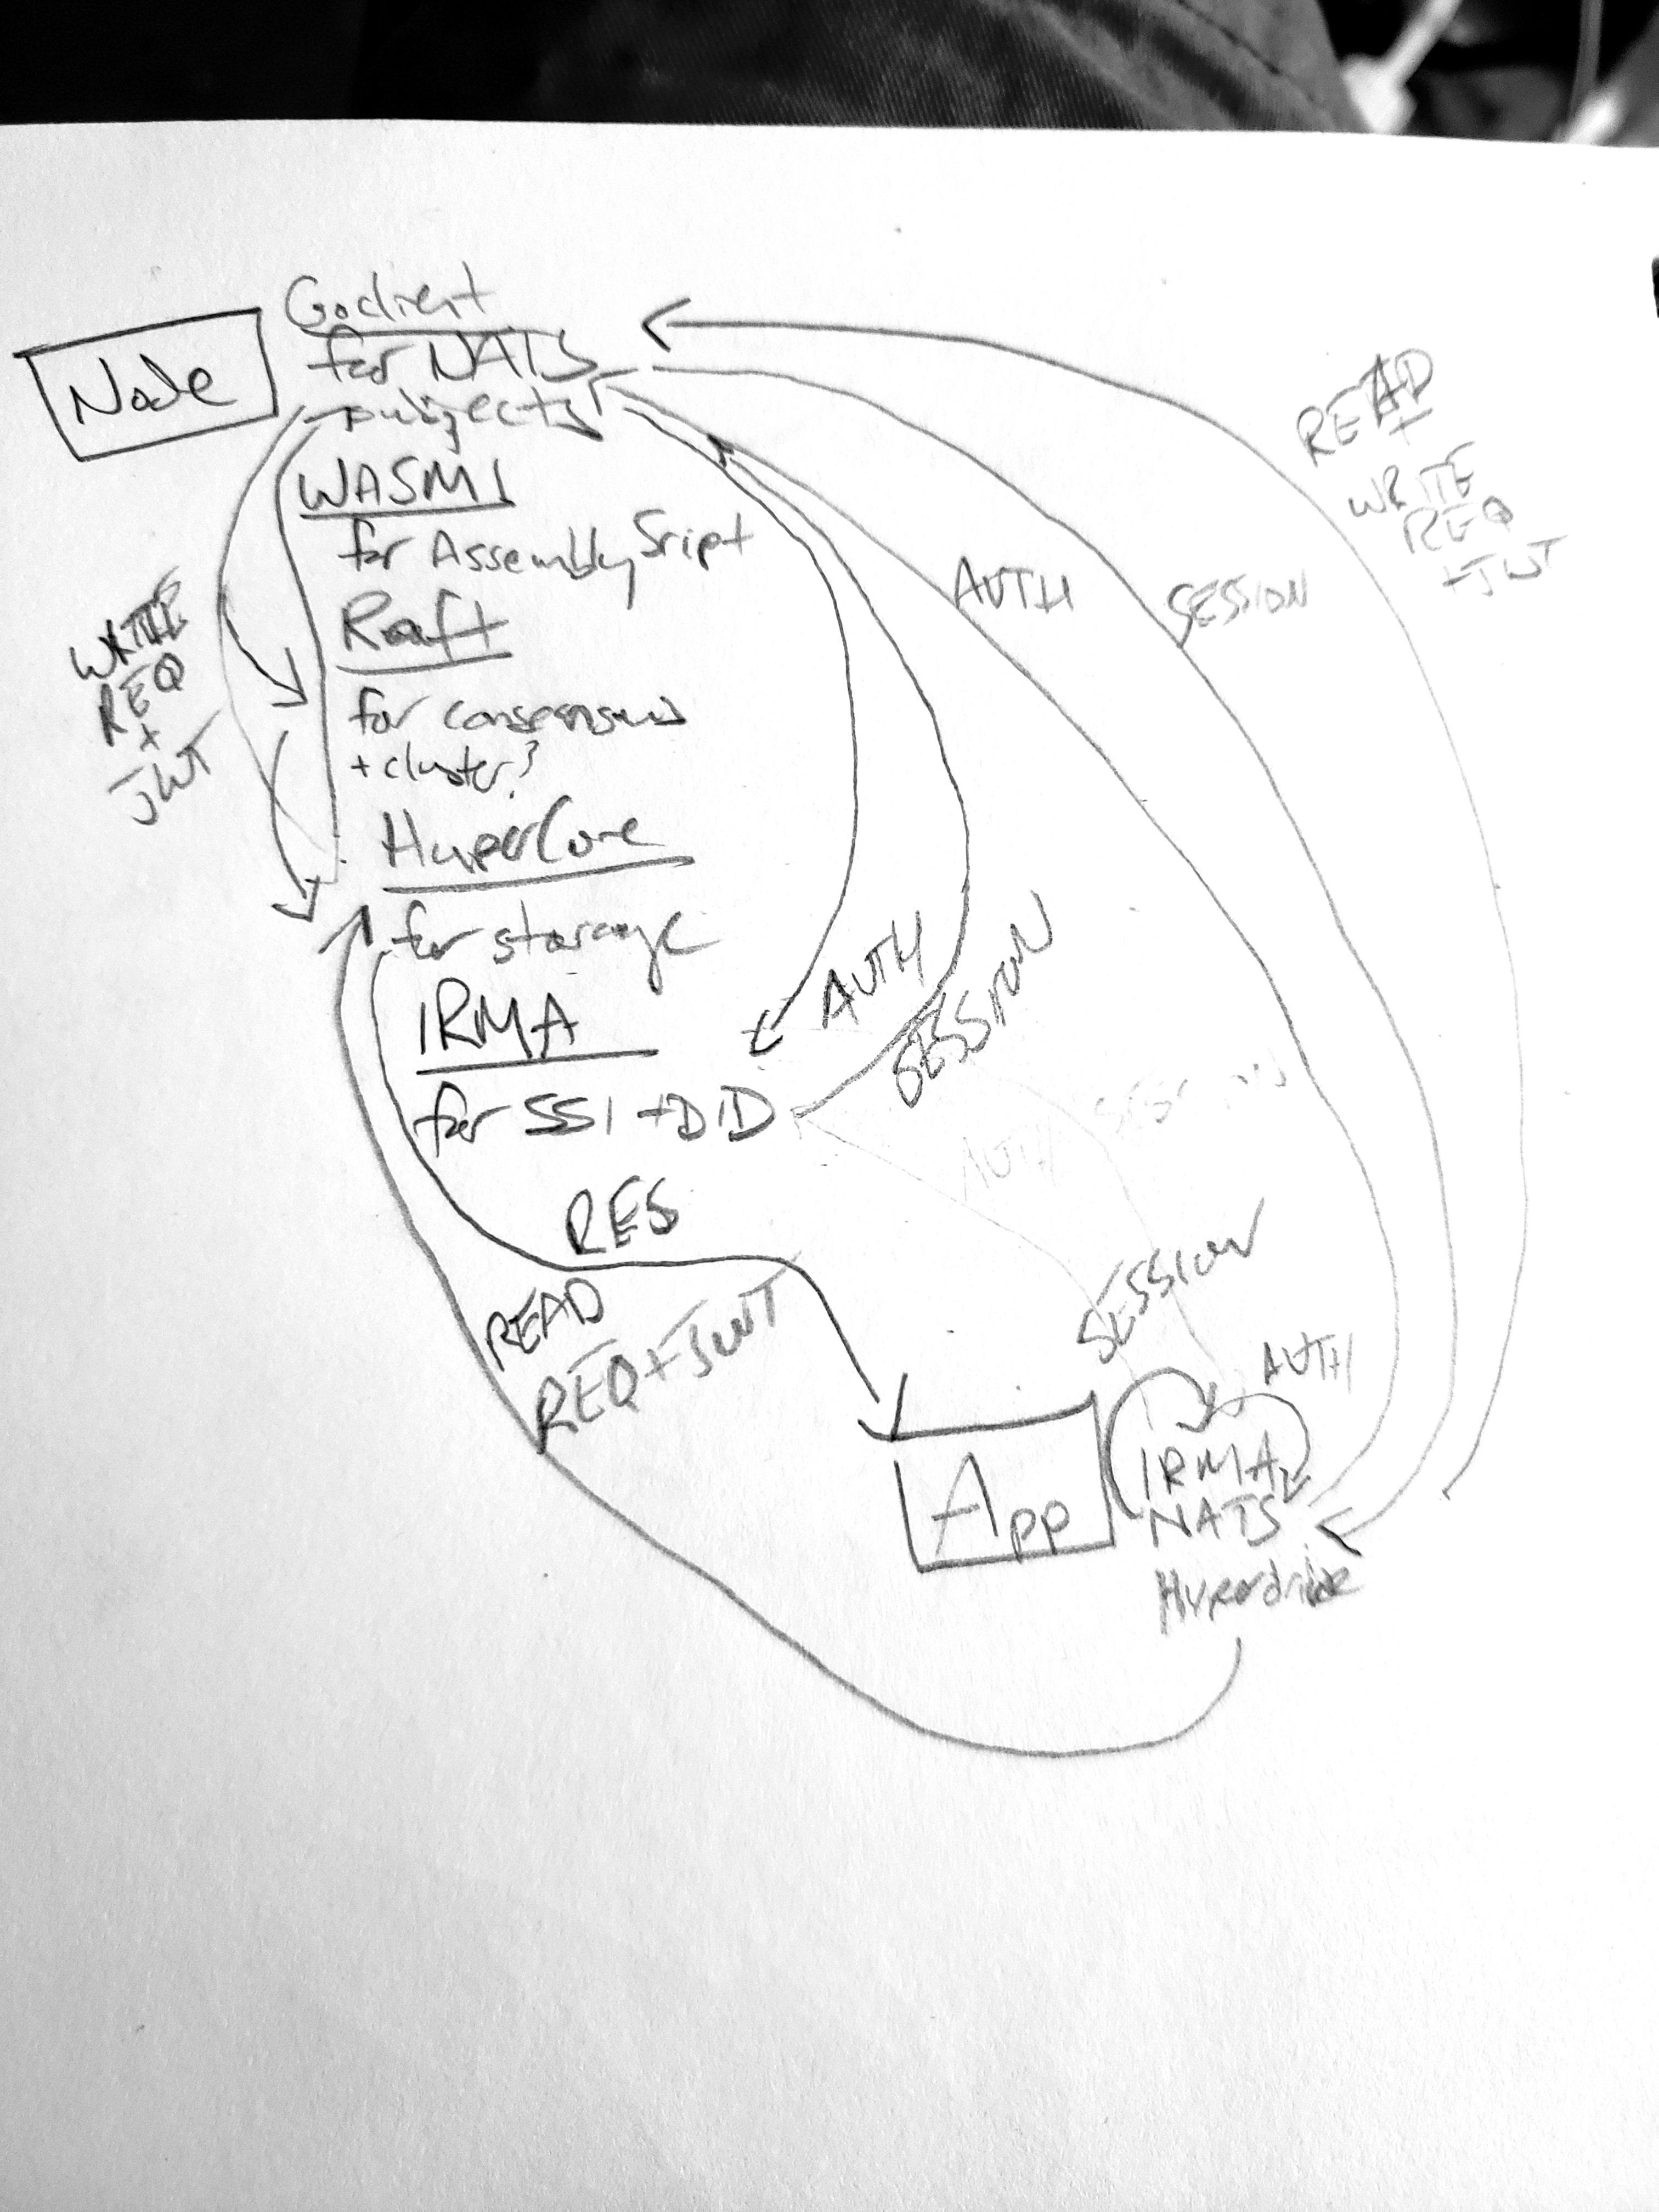 Node
Goclient
for NATS
subjects
WASM
for AssemblySript
Raft
for consensus
+ cluster?
HyperCore
for storage
IRMA
for SSI + DID
WRITE
REQ
+
JWT
AUTH
SESSION
AUTH
SESSION
READ
+
WRITE
REQ
+JWT
AUTH
SESSION
RES
READ
REQ+JWT
SESSION
AUTH
App
IRMA
NATS
Hyperdrive